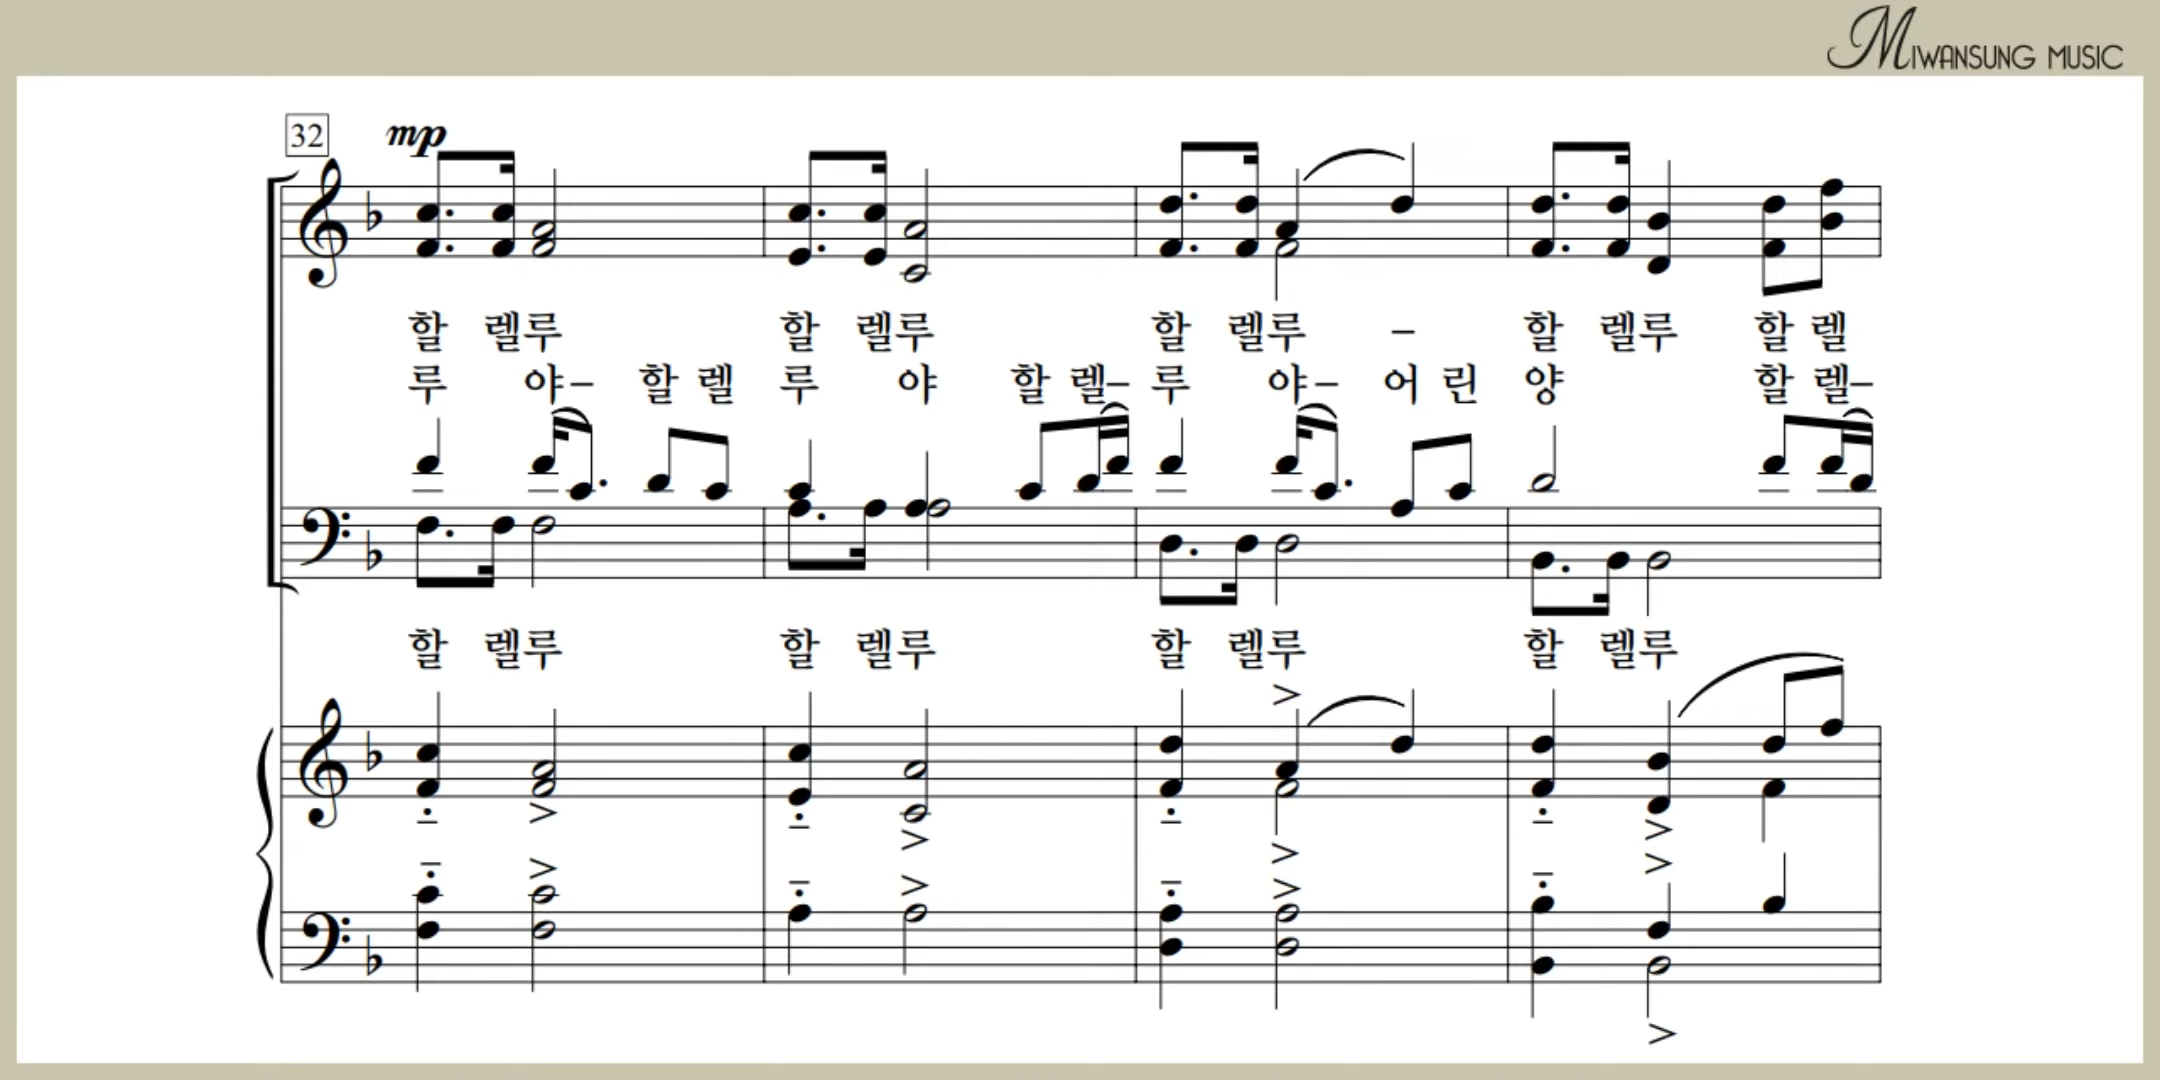 MIWANSUNG MUSIC
32 mp
할 렐루 할 렐루 할 렐루 – 할 렐루 할 렐
루 야– 할 렐 루 야 할 렐– 루 야– 어 린 양 할 렐–
할 렐루 할 렐루 할 렐루 할 렐루